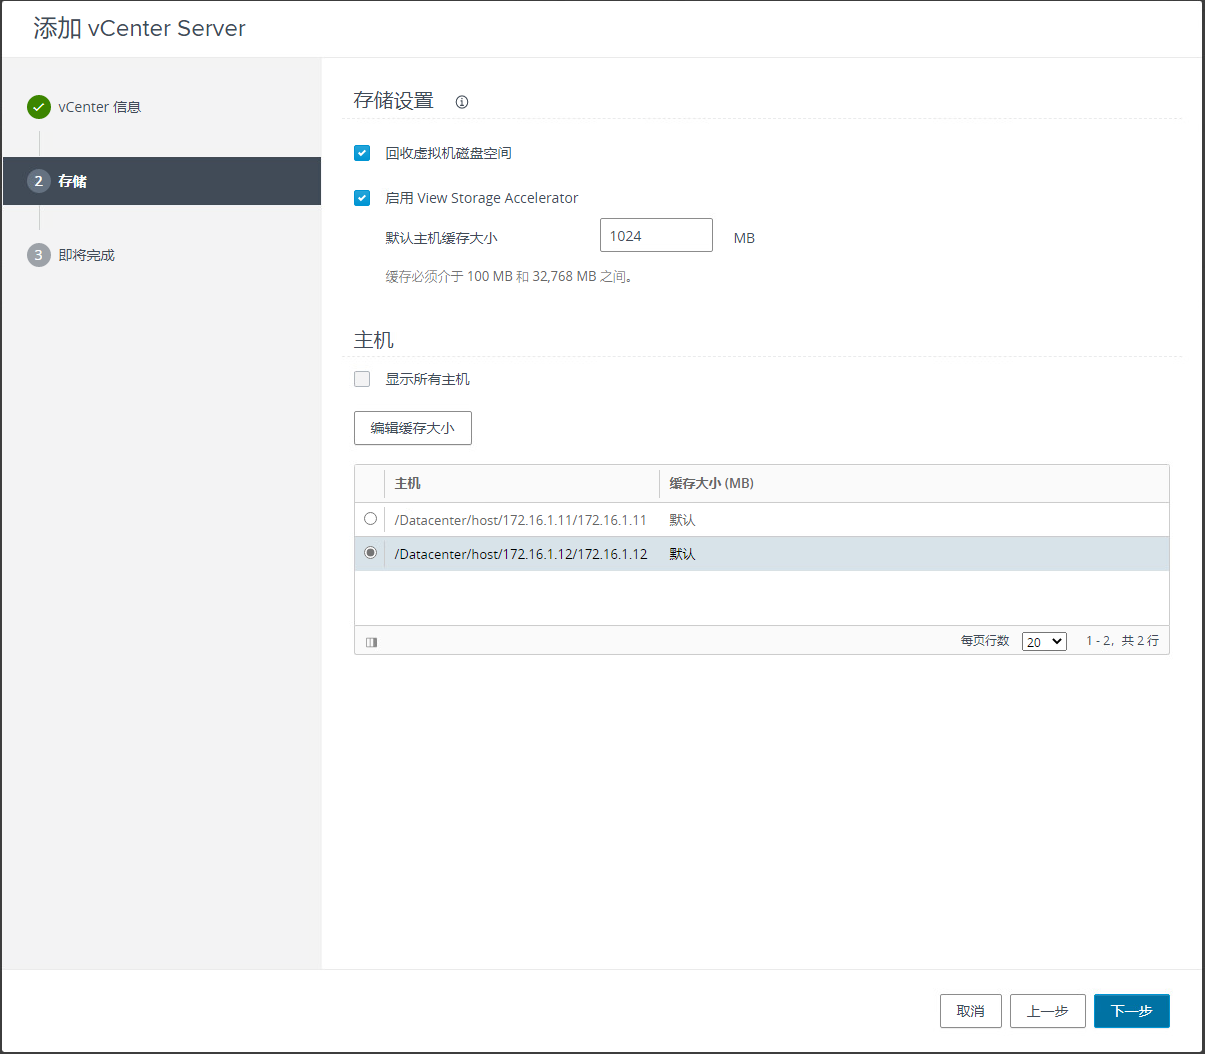 添加 vCenter Server
vCenter 信息
2 存储
3 即将完成
存储设置
回收虚拟机磁盘空间
启用 View Storage Accelerator
默认主机缓存大小 1024 MB
缓存必须介于 100 MB 和 32,768 MB 之间。
主机
显示所有主机
编辑缓存大小
主机 缓存大小 (MB)
/Datacenter/host/172.16.1.11/172.16.1.11 默认
/Datacenter/host/172.16.1.12/172.16.1.12 默认
每页行数 20 1 - 2，共 2 行
取消 上一步 下一步